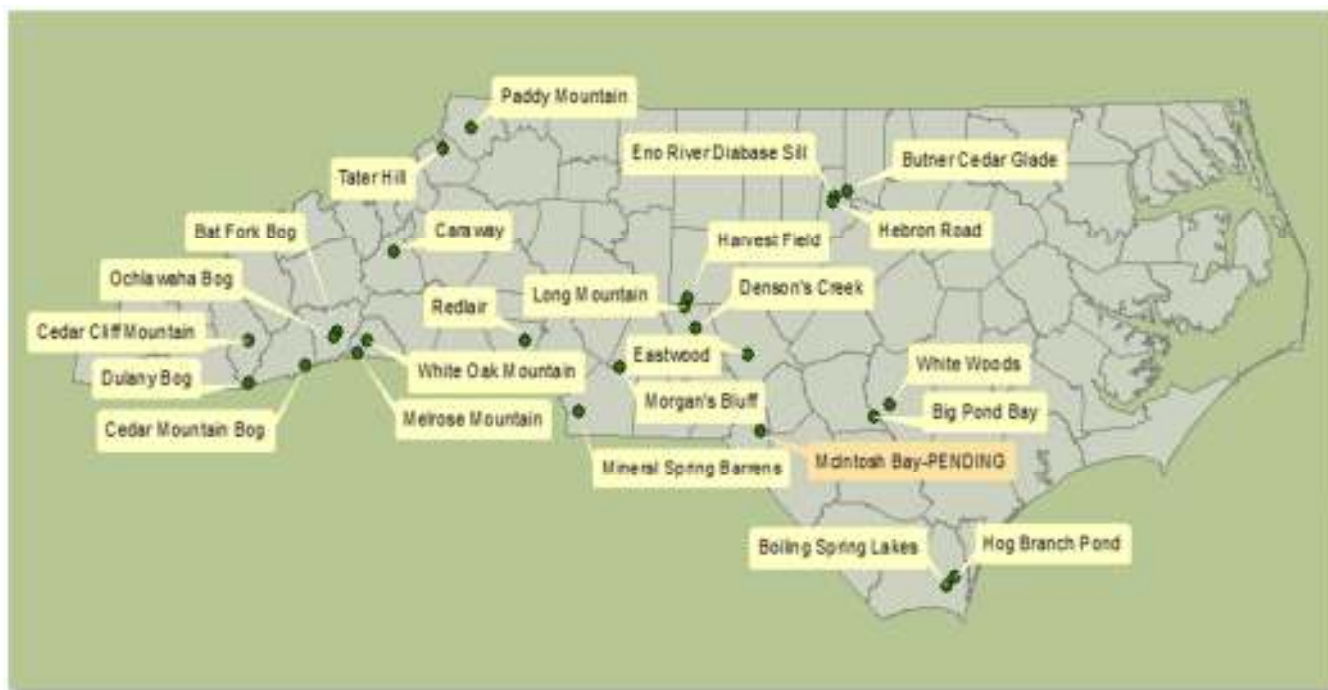 Paddy Mountain
Eno River Diabase Sill
Butner Cedar Glade
Tater Hill
Bat Fork Bog
Caraway
Harvest Field
Hebron Road
Ochlawaha Bog
Redlair
Long Mountain
Denson's Creek
Cedar Cliff Mountain
Eastwood
White Woods
Dulany Bog
White Oak Mountain
Morgan's Bluff
Big Pond Bay
Cedar Mountain Bog
Melrose Mountain
Mineral Spring Barrens
McIntosh Bay-PENDING
Boiling Spring Lakes
Hog Branch Pond